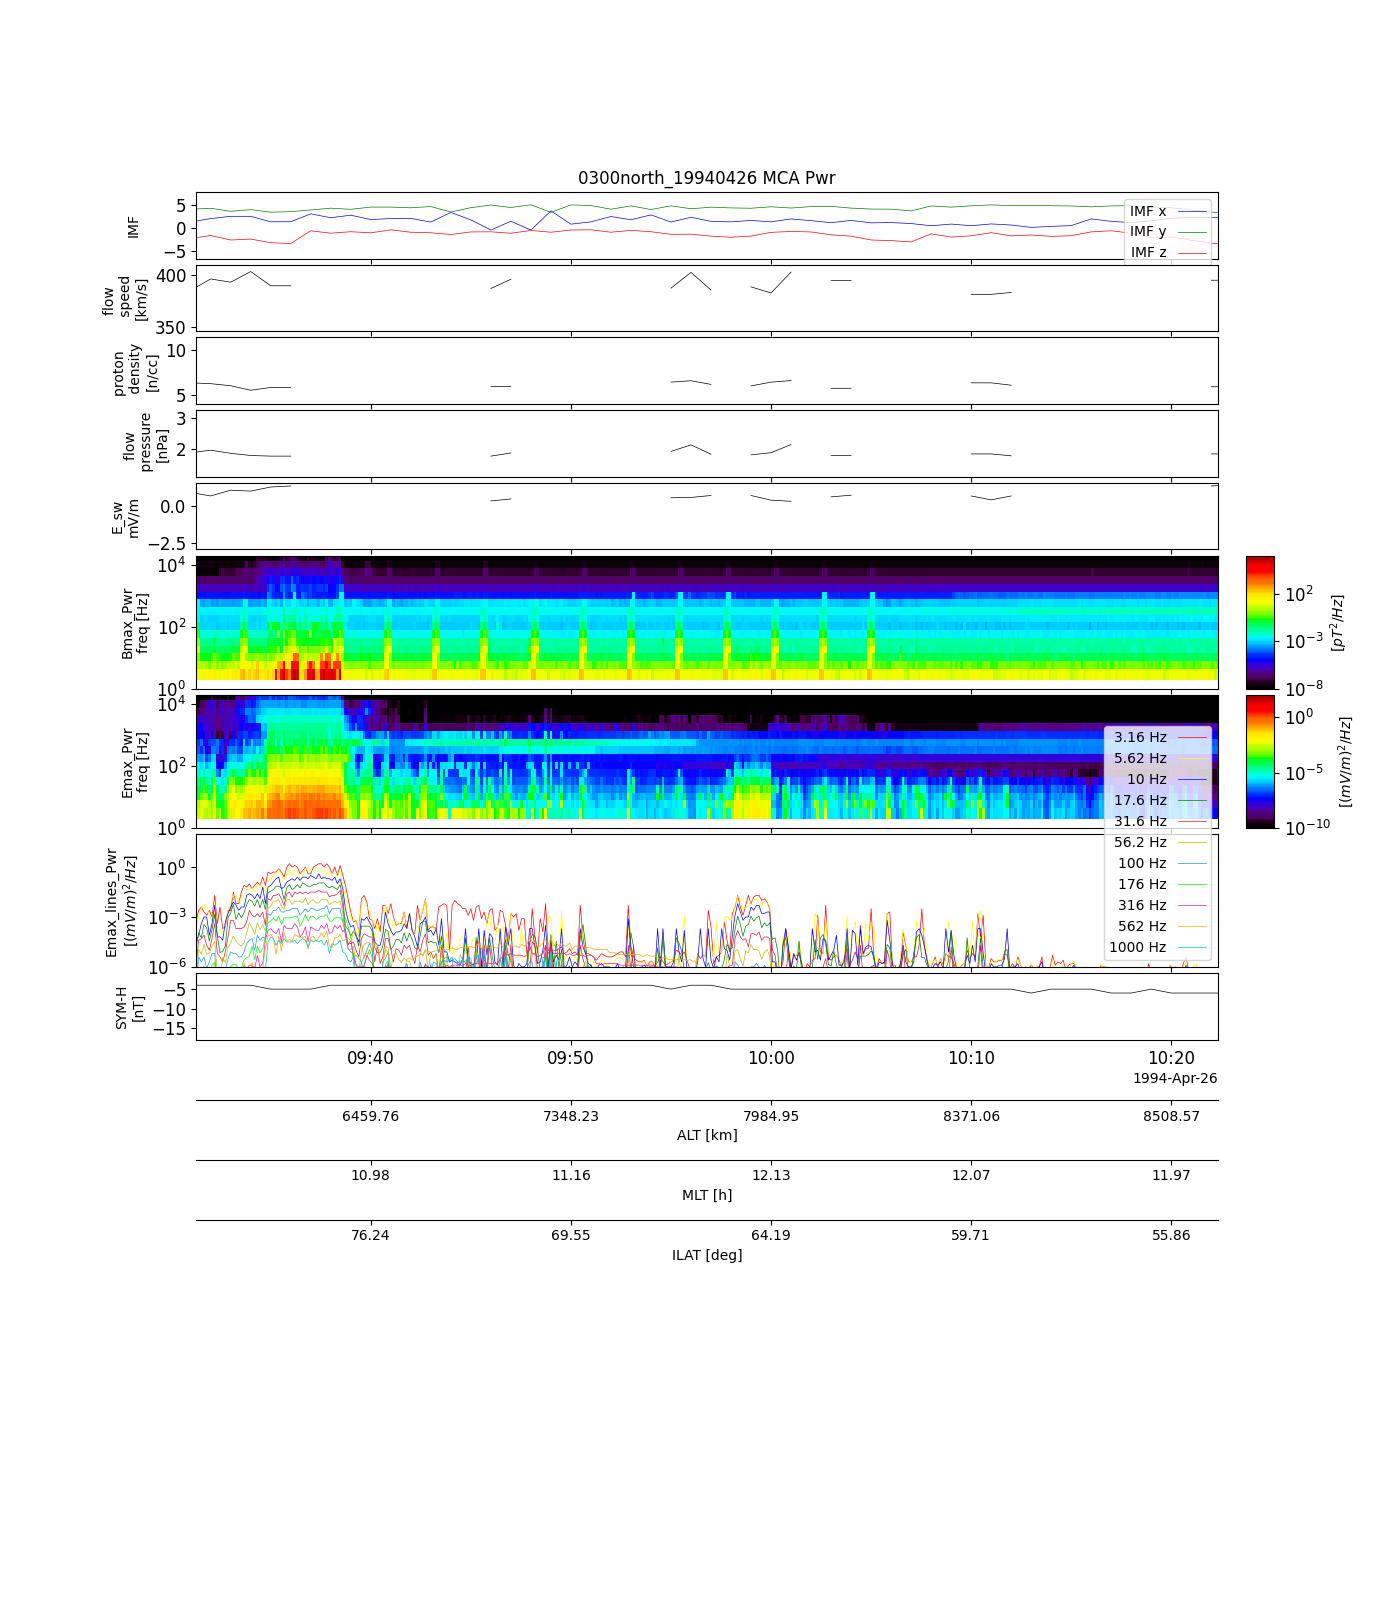 0300north_19940426 MCA Pwr
5
0
−5
IMF
IMF x
IMF y
IMF z
400
350
flow
speed
[km/s]
10
5
proton
density
[n/cc]
3
2
flow
pressure
[nPa]
0.0
−2.5
E_sw
mV/m
10^4
10^2
10^0
Bmax_Pwr
freq [Hz]
10^2
10^−3
10^−8
[pT^2/Hz]
10^4
10^2
10^0
Emax_Pwr
freq [Hz]
10^0
10^−5
10^−10
[(mV/m)^2/Hz]
3.16 Hz
5.62 Hz
10 Hz
17.6 Hz
31.6 Hz
56.2 Hz
100 Hz
176 Hz
316 Hz
562 Hz
1000 Hz
10^0
10^−3
10^−6
Emax_lines_Pwr
[(mV/m)^2/Hz]
−5
−10
−15
SYM-H
[nT]
09:40 09:50 10:00 10:10 10:20
1994-Apr-26
6459.76 7348.23 7984.95 8371.06 8508.57
ALT [km]
10.98 11.16 12.13 12.07 11.97
MLT [h]
76.24 69.55 64.19 59.71 55.86
ILAT [deg]